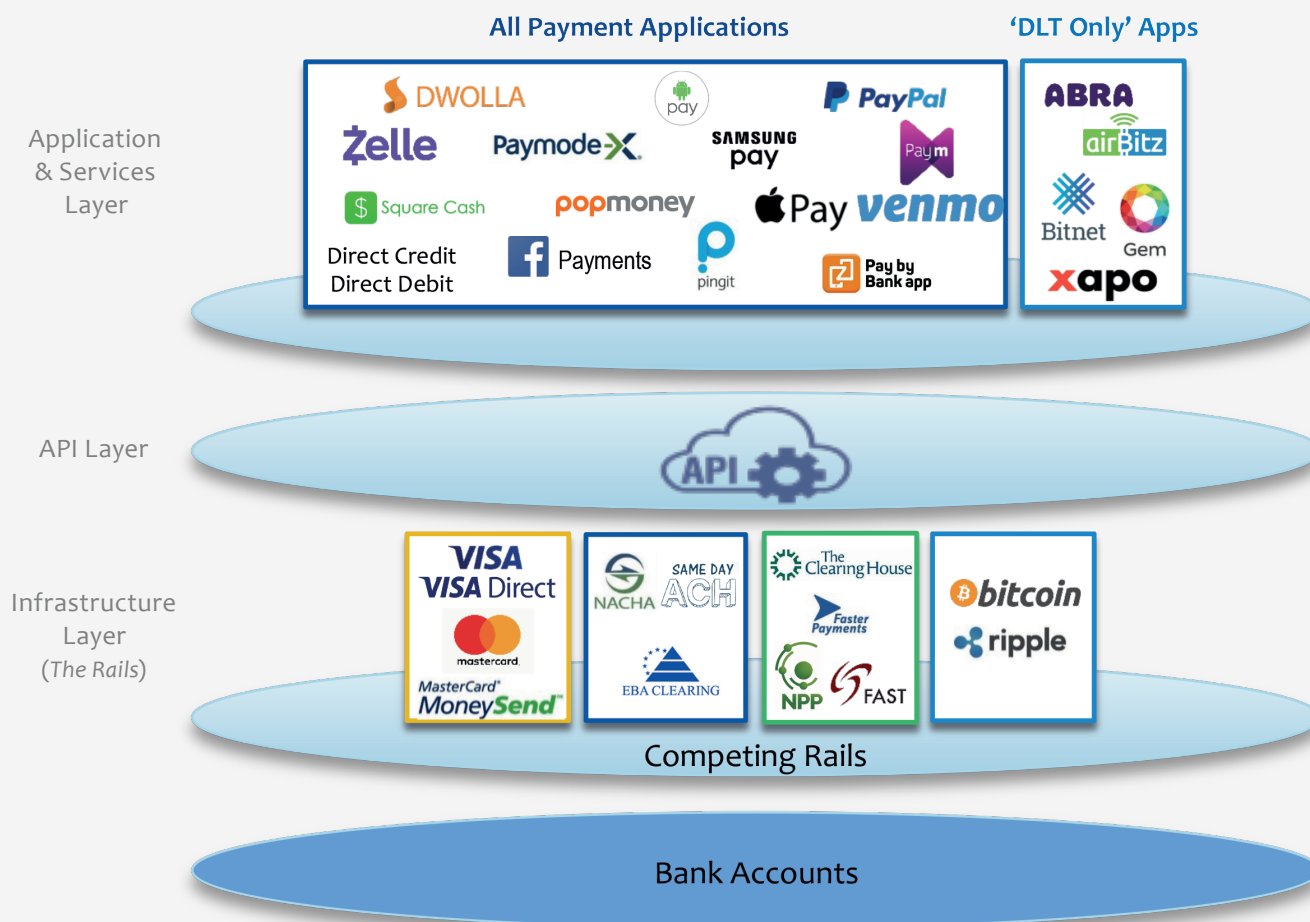 All Payment Applications
‘DLT Only’ Apps
Application
& Services
Layer
DWOLLA
pay
PayPal
Zelle
Paymode-X
SAMSUNG
pay
Paym
$ Square Cash
popmoney
Pay
venmo
Direct Credit
Direct Debit
f Payments
pingit
Pay by
Bank app
ABRA
airBitz
Bitnet
Gem
xapo
API Layer
API
Infrastructure
Layer
(The Rails)
VISA
VISA Direct
mastercard.
MasterCard®
MoneySend™
NACHA
SAME DAY
ACH
EBA CLEARING
The
Clearing House
Faster
Payments
NPP
FAST
bitcoin
ripple
Competing Rails
Bank Accounts